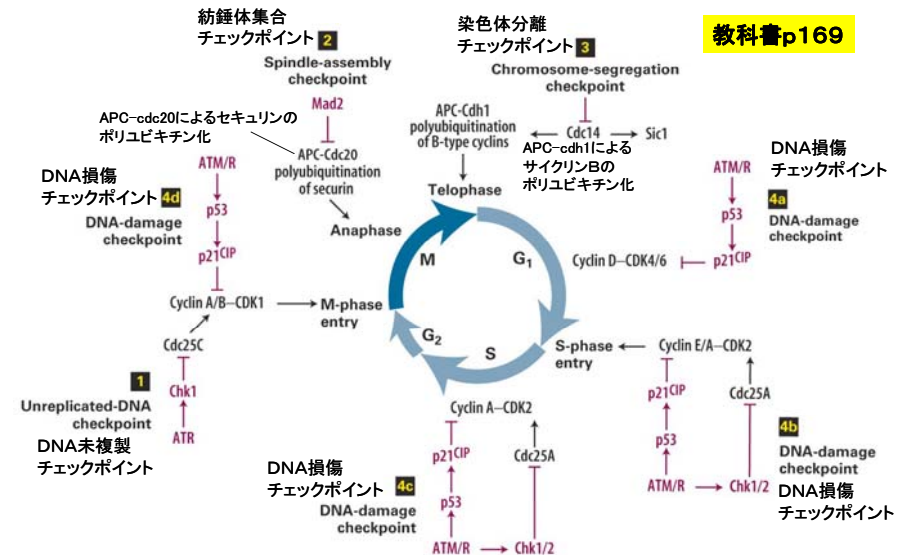 紡錘体集合
チェックポイント 2
Spindle-assembly
checkpoint
Mad2
APC-cdc20によるセキュリンの
ポリユビキチン化
APC-Cdc20
polyubiquitination
of securin
Anaphase
染色体分離
チェックポイント 3
Chromosome-segregation
checkpoint
Cdc14
Sic1
APC-Cdh1
polyubiquitination
of B-type cyclins
APC-cdh1による
サイクリンBの
ポリユビキチン化
Telophase
教科書p169
DNA損傷
チェックポイント 4d
DNA-damage
checkpoint
ATM/R
p53
p21CIP
Cyclin A/B–CDK1
M-phase
entry
Cdc25C
1
Unreplicated-DNA
checkpoint
DNA未複製
チェックポイント
Chk1
ATR
M
G1
G2
S
DNA損傷
チェックポイント
4a
DNA-damage
checkpoint
ATM/R
p53
p21CIP
Cyclin D–CDK4/6
S-phase
entry
Cyclin E/A–CDK2
p21CIP
Cdc25A
p53
ATM/R
Chk1/2
4b
DNA-damage
checkpoint
DNA損傷
チェックポイント
Cyclin A–CDK2
p21CIP
Cdc25A
DNA損傷
チェックポイント 4c
DNA-damage
checkpoint
p53
ATM/R
Chk1/2